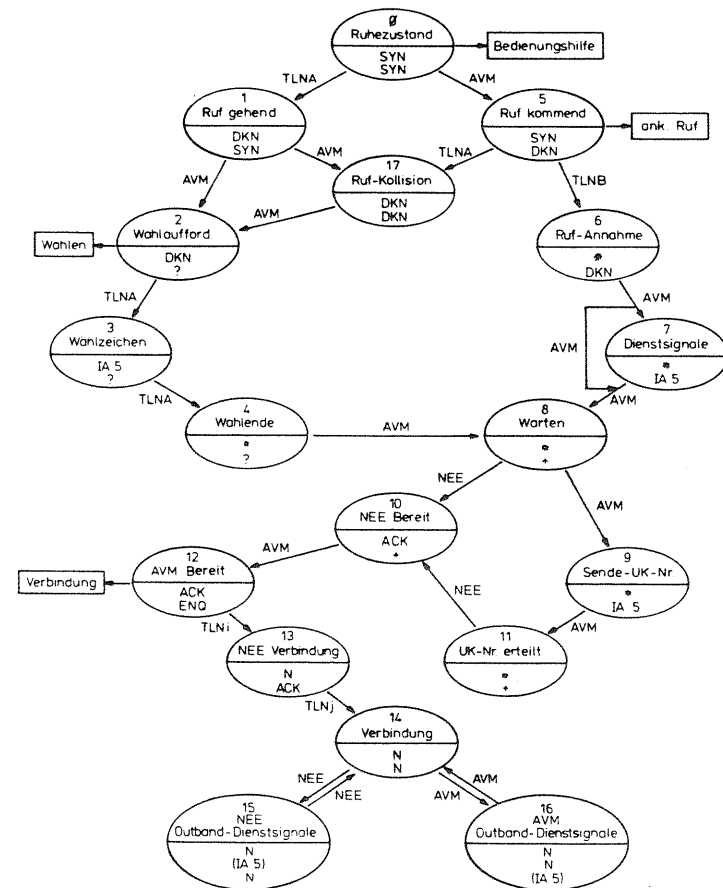 Ø
Ruhezustand
SYN
SYN
Bedienungshilfe
TLNA
AVM
1
Ruf gehend
DKN
SYN
5
Ruf kommend
SYN
DKN
ank. Ruf
AVM
TLNA
17
Ruf-Kollision
DKN
DKN
AVM
AVM
TLNB
2
Wahlaufford.
DKN
?
Wahlen
6
Ruf-Annahme
*
DKN
TLNA
AVM
AVM
3
Wahlzeichen
IA 5
?
7
Dienstsignale
*
IA 5
TLNA
AVM
4
Wahlende
*
?
AVM
8
Warten
*
+
NEE
AVM
10
NEE Bereit
ACK
+
AVM
9
Sende-UK-Nr.
*
IA 5
12
AVM Bereit
ACK
ENQ
Verbindung
NEE
AVM
TLNi
11
UK-Nr. erteilt
*
+
13
NEE Verbindung
N
ACK
TLNj
14
Verbindung
N
N
NEE
NEE
AVM
AVM
15
NEE
Outband-Dienstsignale
N
(IA 5)
N
16
AVM
Outband-Dienstsignale
N
N
(IA 5)